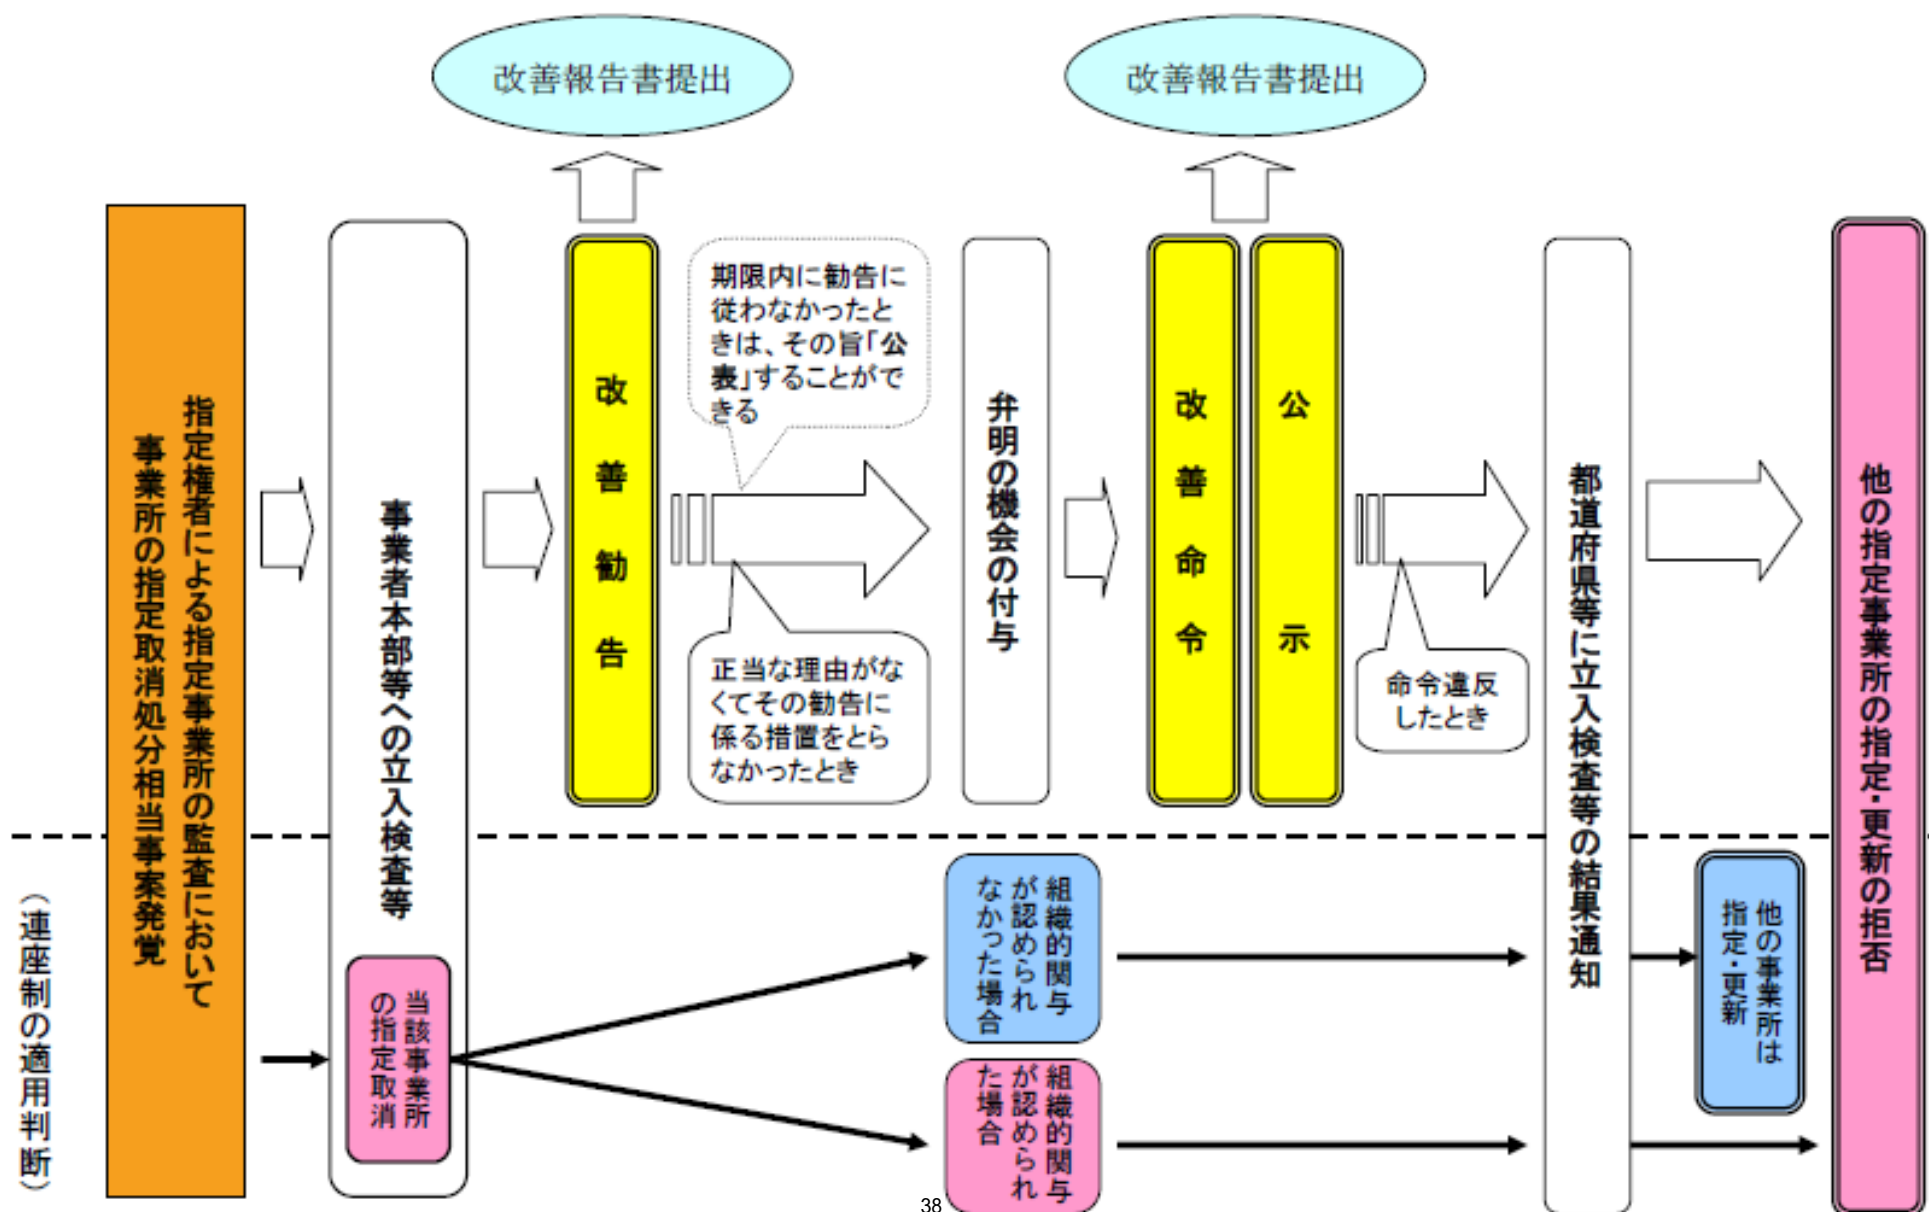 改善報告書提出
改善報告書提出
指定権者による指定事業所の監査において
事業所の指定取消処分相当事案発覚
事業者本部等への立入検査等
改善勧告
期限内に勧告に
従わなかったと
きは、その旨「公
表」することがで
きる
正当な理由がな
くてその勧告に
係る措置をとら
なかったとき
弁明の機会の付与
改善命令
公示
命令違反
したとき
都道府県等に立入検査等の結果通知
他の指定事業所の指定・更新の拒否
（連座制の適用判断）
当該事業所
の指定取消
組織的関与
が認められ
なかった場合
組織的関与
が認められ
た場合
他の事業所は
指定・更新
38